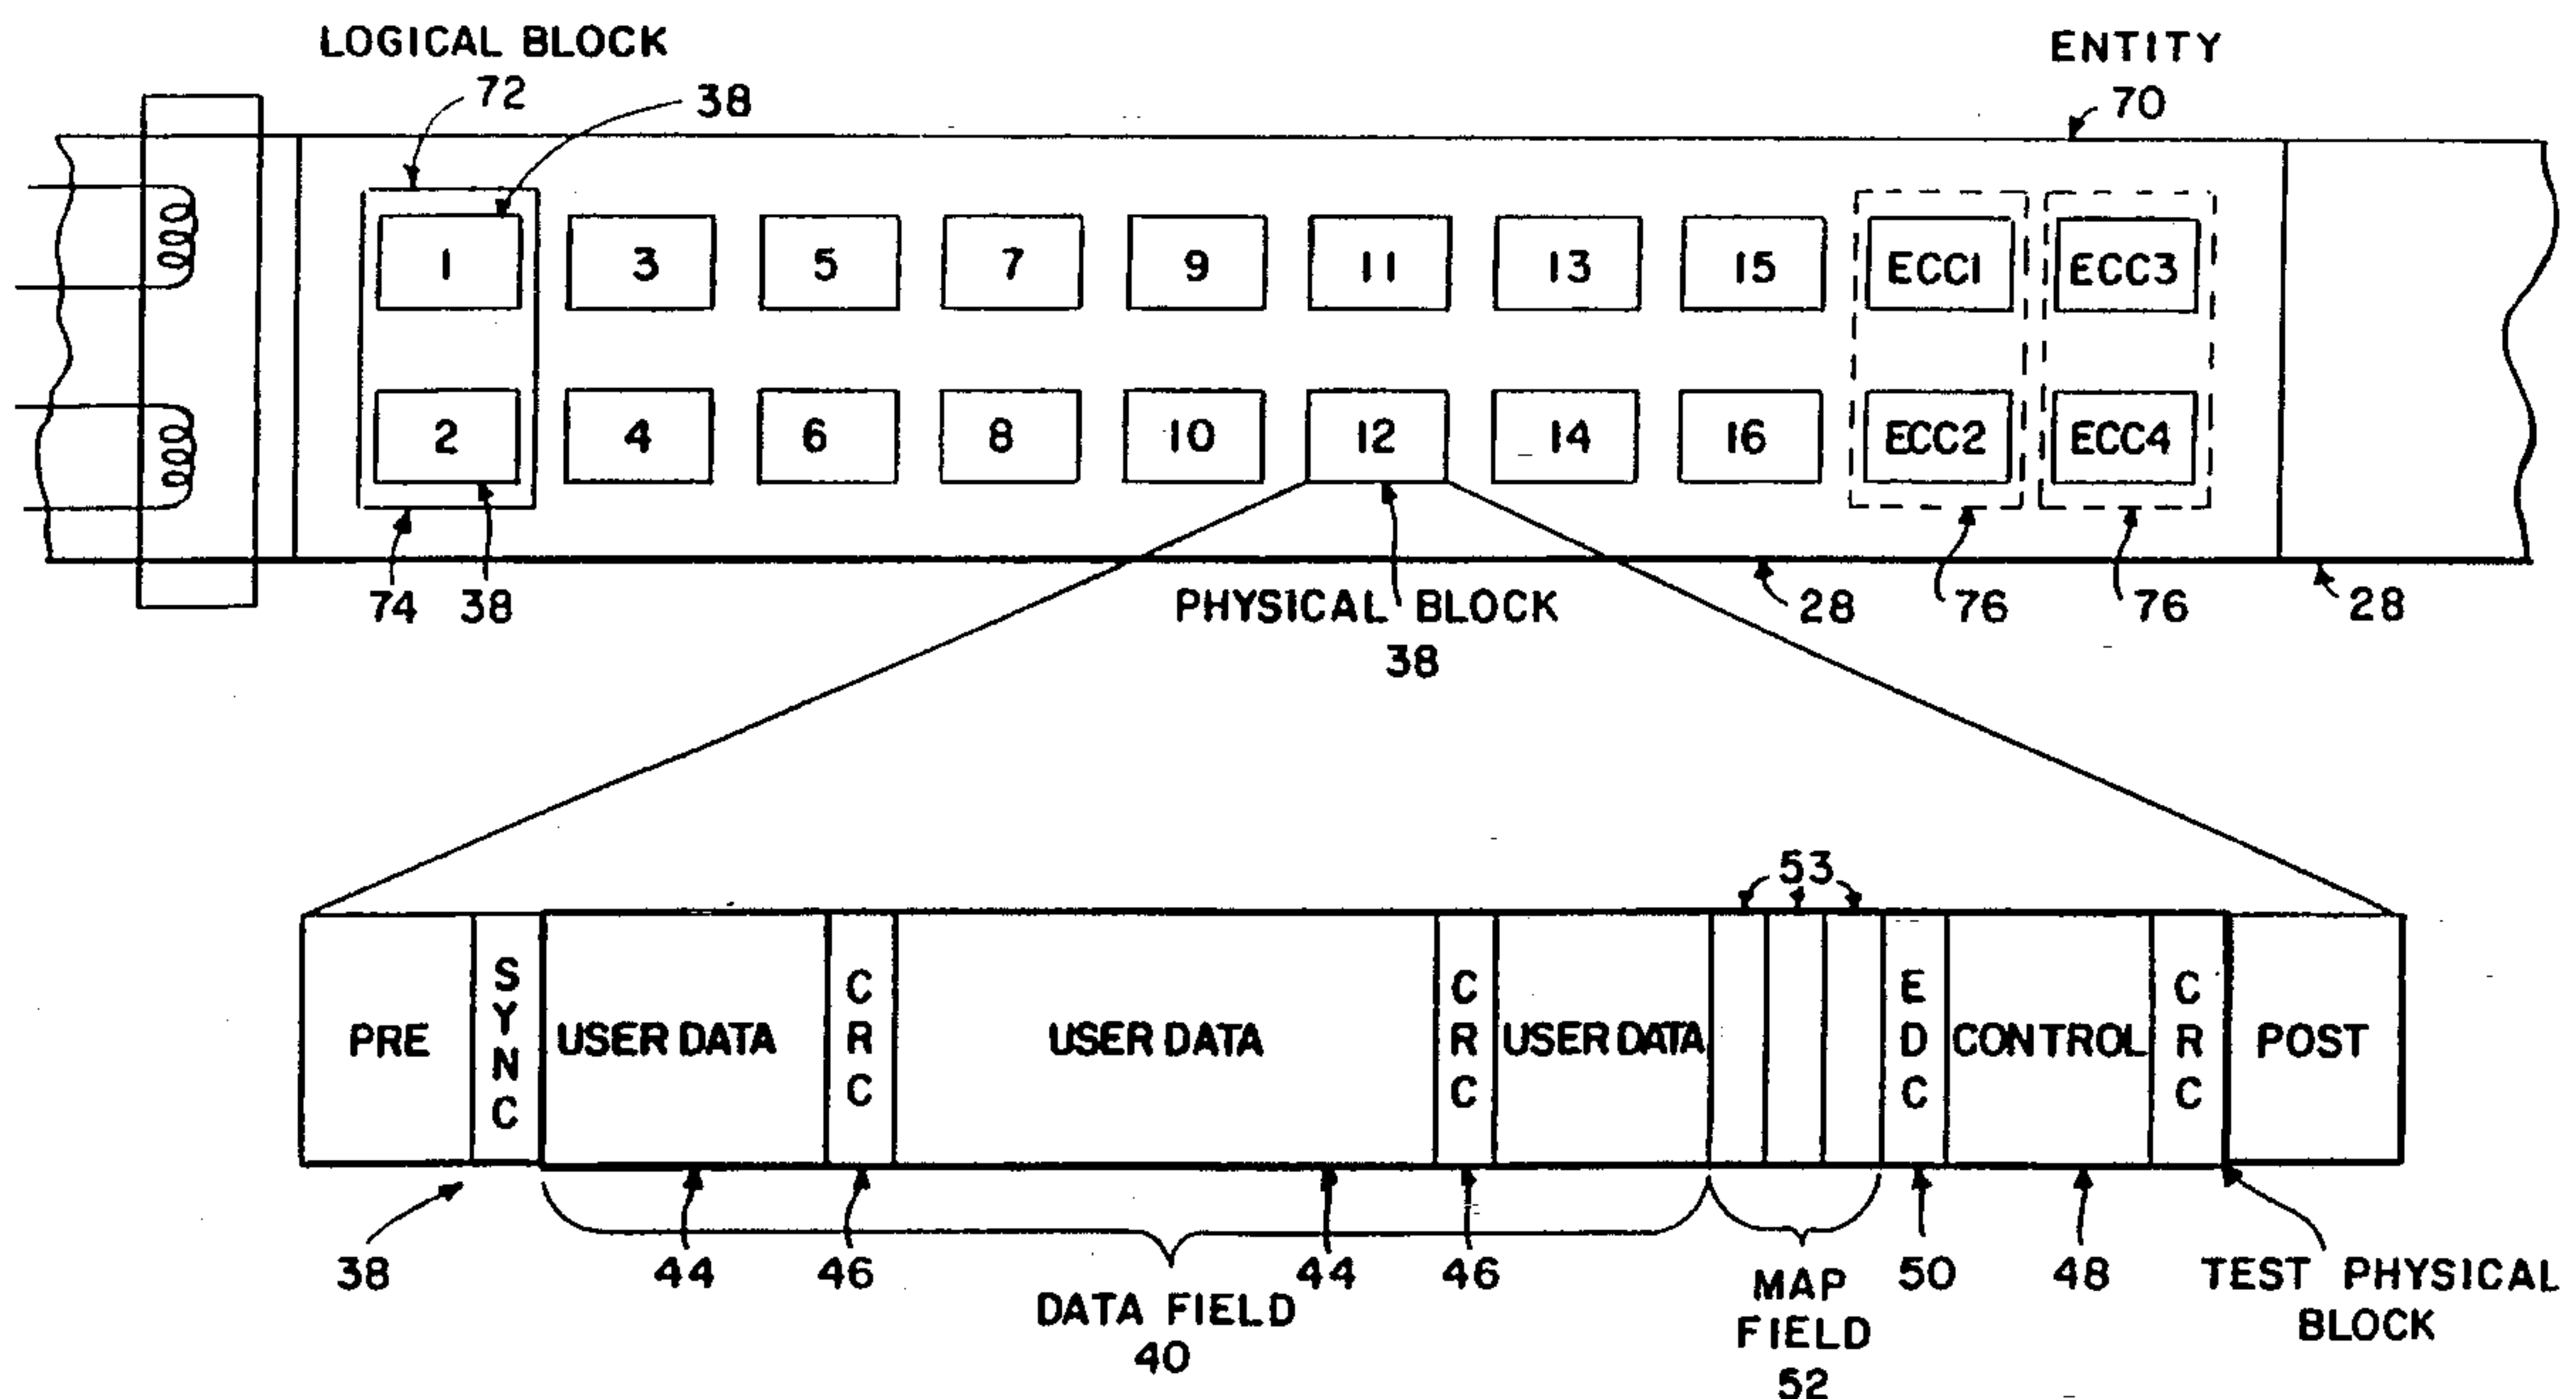 LOGICAL BLOCK
72
38
ENTITY
70
1 3 5 7 9 11 13 15 ECC1 ECC3
2 4 6 8 10 12 14 16 ECC2 ECC4
74 38 PHYSICAL BLOCK 28 76 76 28
38
53
PRE SYNC USER DATA CRC USER DATA CRC USER DATA EDC CONTROL CRC POST
38 44 46 44 46 50 48 TEST PHYSICAL BLOCK
DATA FIELD
40
MAP
FIELD
52